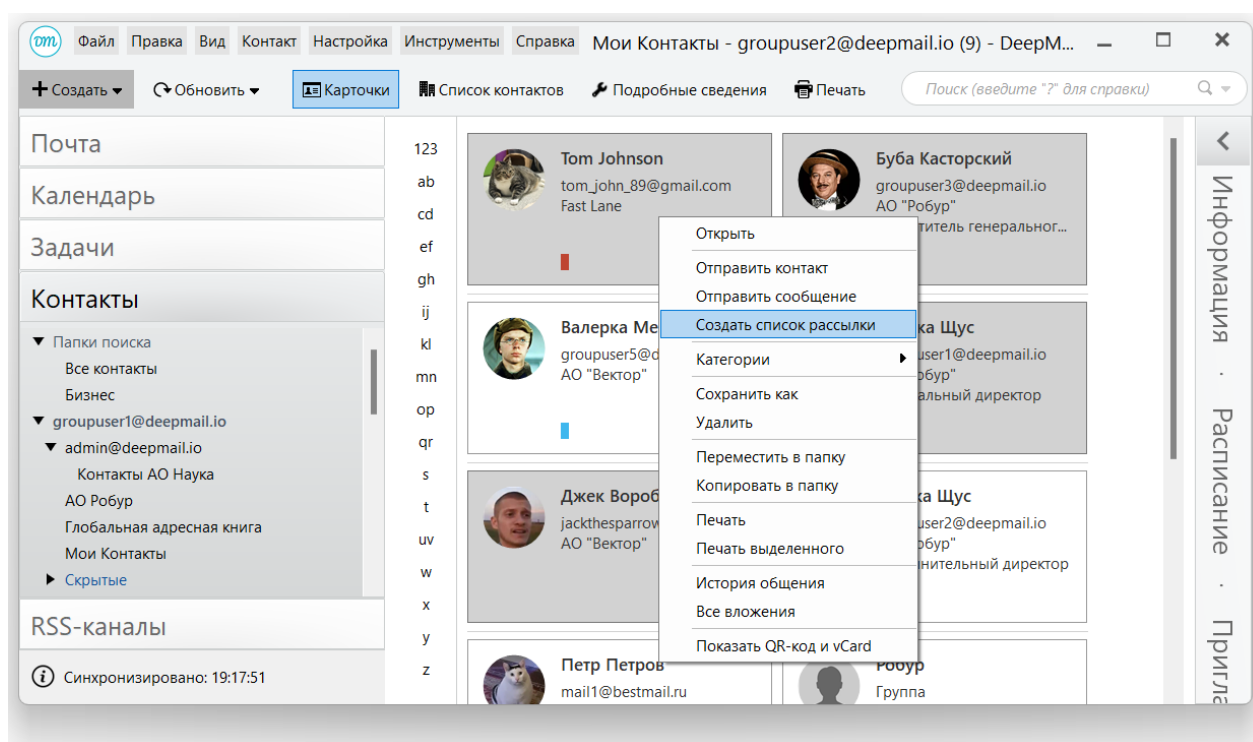 Файл Правка Вид Контакт Настройка Инструменты Справка Мои Контакты - groupuser2@deepmail.io (9) - DeepM...
Создать Обновить Карточки Список контактов Подробные сведения Печать Поиск (введите "?" для справки)
Почта
Календарь
Задачи
Контакты
Папки поиска
Все контакты
Бизнес
groupuser1@deepmail.io
admin@deepmail.io
Контакты АО Наука
АО Робур
Глобальная адресная книга
Мои Контакты
Скрытые
RSS-каналы
Синхронизировано: 19:17:51
123
ab
cd
ef
gh
ij
kl
mn
op
qr
s
t
uv
w
x
y
z
Tom Johnson
tom_john_89@gmail.com
Fast Lane
Буба Касторский
groupuser3@deepmail.io
АО "Робур"
титель генеральног...
Валерка Ме
groupuser5@d
АО "Вектор"
ка Щус
user1@deepmail.io
обур"
альный директор
Джек Вороб
jackthesparrow
АО "Вектор"
ка Щус
user2@deepmail.io
обур"
нительный директор
Петр Петров
mail1@bestmail.ru
Робур
Группа
Открыть
Отправить контакт
Отправить сообщение
Создать список рассылки
Категории
Сохранить как
Удалить
Переместить в папку
Копировать в папку
Печать
Печать выделенного
История общения
Все вложения
Показать QR-код и vCard
Информация · Расписание · Пригла